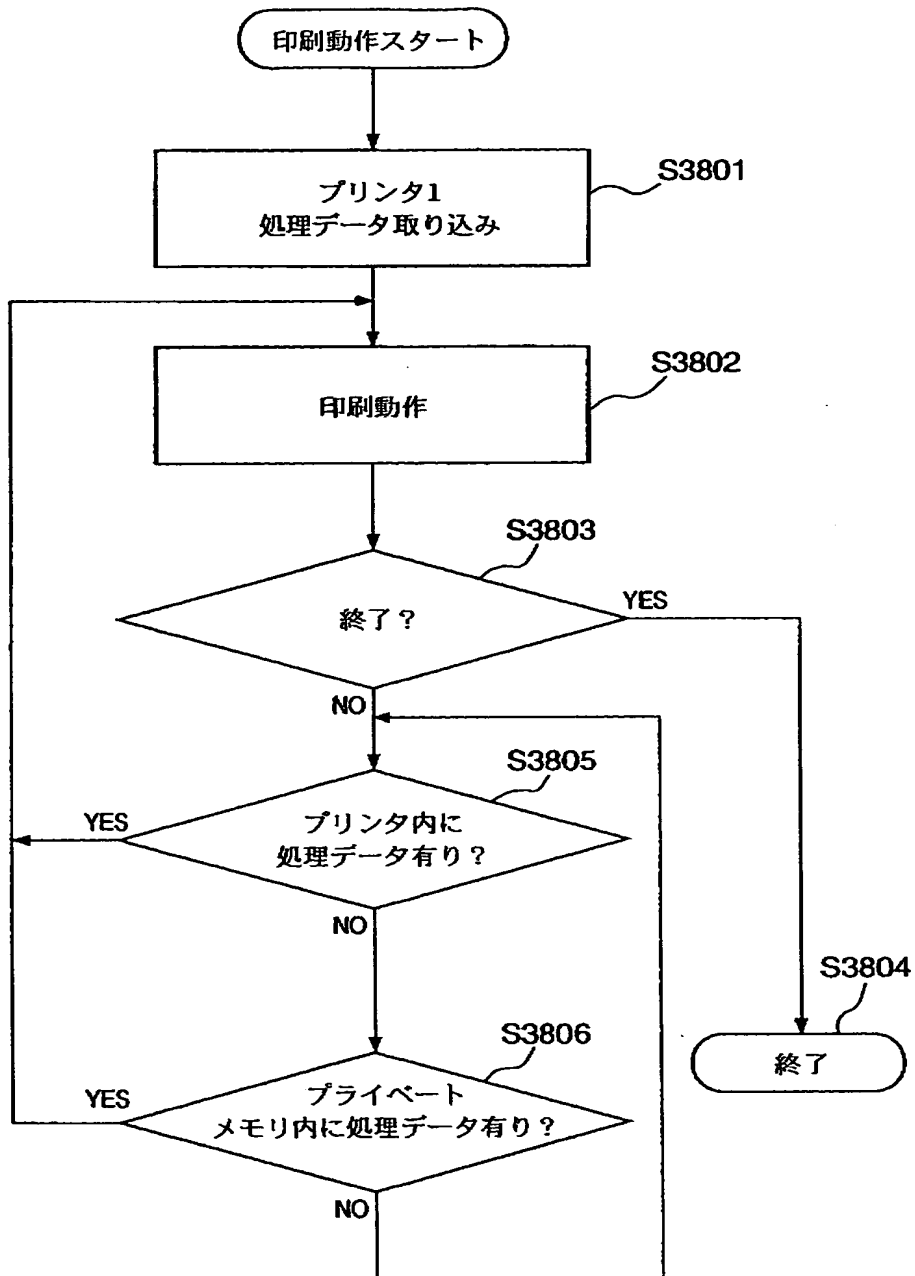 印刷動作スタート
S3801
プリンタ1
処理データ取り込み
S3802
印刷動作
S3803
終了?
YES
NO
S3805
プリンタ内に
処理データ有り?
YES
NO
S3804
終了
S3806
プライベート
メモリ内に処理データ有り?
YES
NO